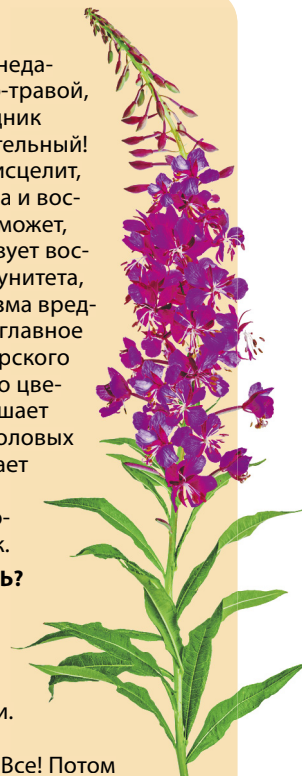 неда-
-травой,
дник
тельный!
исцелит,
а и вос-
может,
вует вос-
унитета,
зма вред-
главное
рского
о цве-
шает
оловых
ает
о-
к.
Ь?
и.
Все! Потом